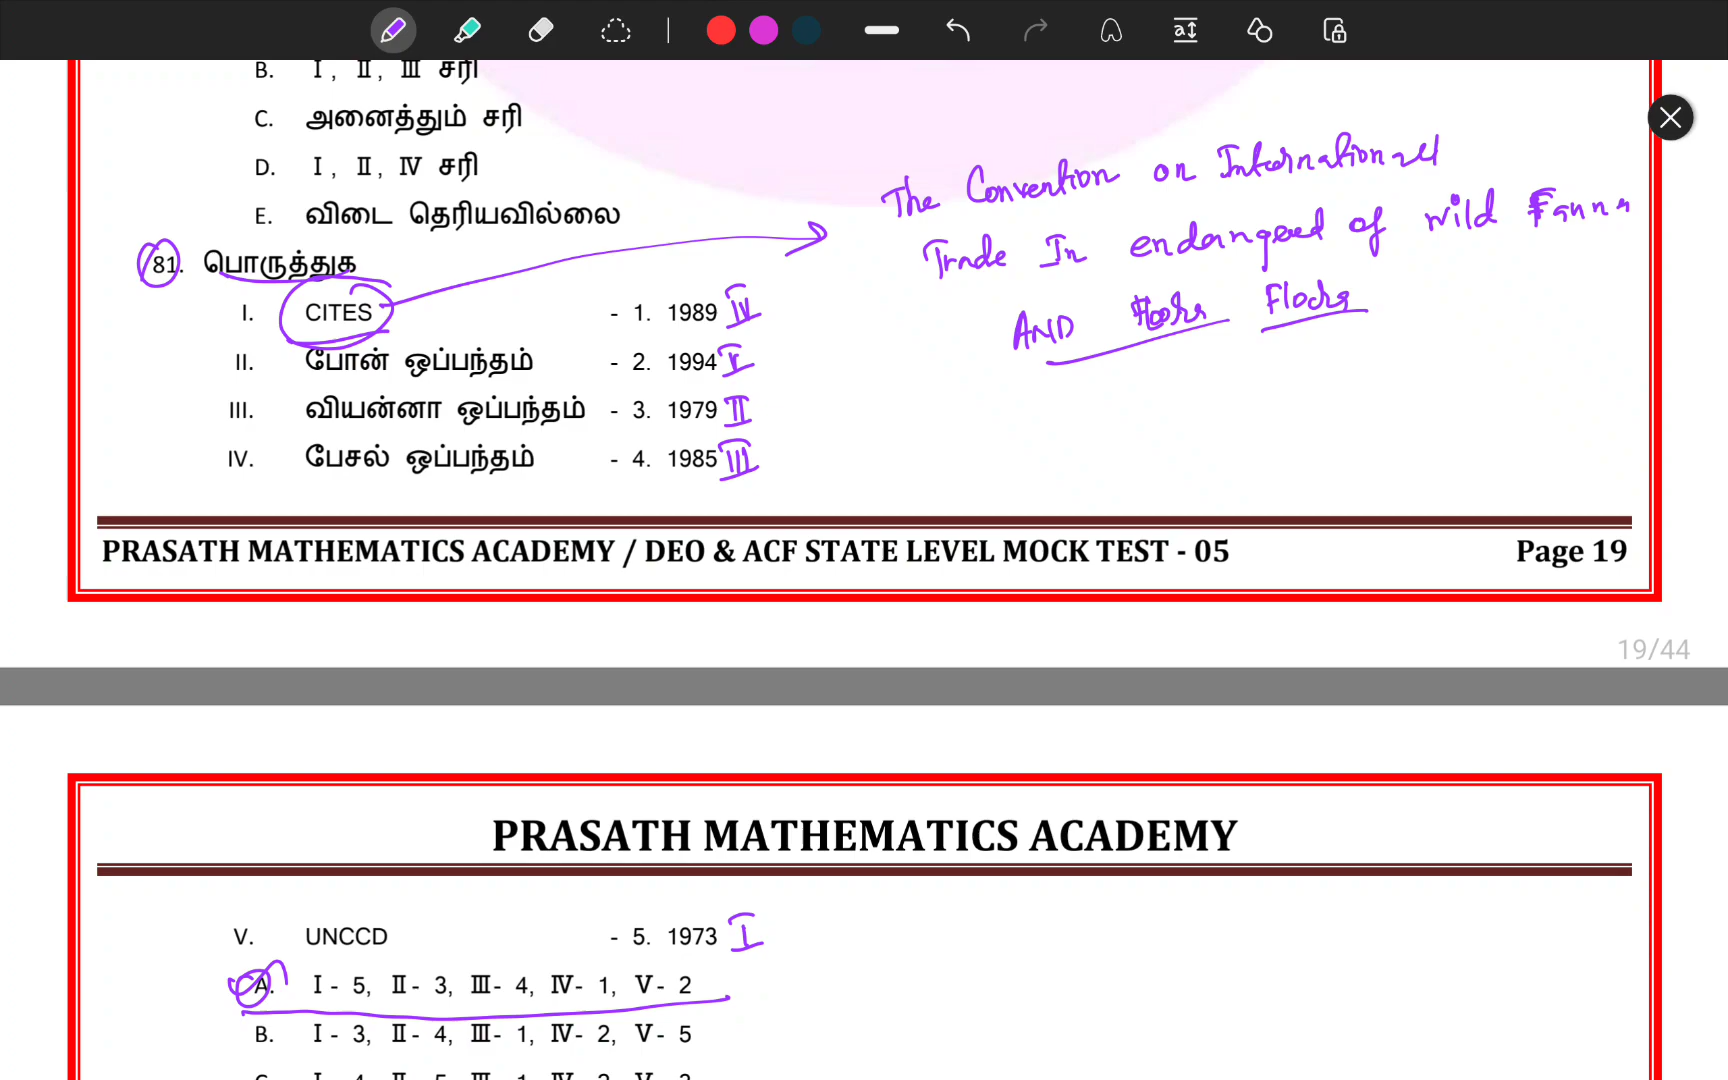 B. I , II , III சரி
C. அனைத்தும் சரி
D. I , II , IV சரி
E. விடை தெரியவில்லை
The Convention on International
Trade In endangered of wild Fauna
AND Flocra
81. பொருத்துக
I. CITES - 1. 1989 IV
II. போன் ஒப்பந்தம் - 2. 1994 V
III. வியன்னா ஒப்பந்தம் - 3. 1979 II
IV. பேசல் ஒப்பந்தம் - 4. 1985 III
PRASATH MATHEMATICS ACADEMY / DEO & ACF STATE LEVEL MOCK TEST - 05 Page 19
19/44
PRASATH MATHEMATICS ACADEMY
V. UNCCD - 5. 1973 I
A. I - 5, II - 3, III - 4, IV - 1, V - 2
B. I - 3, II - 4, III - 1, IV - 2, V - 5